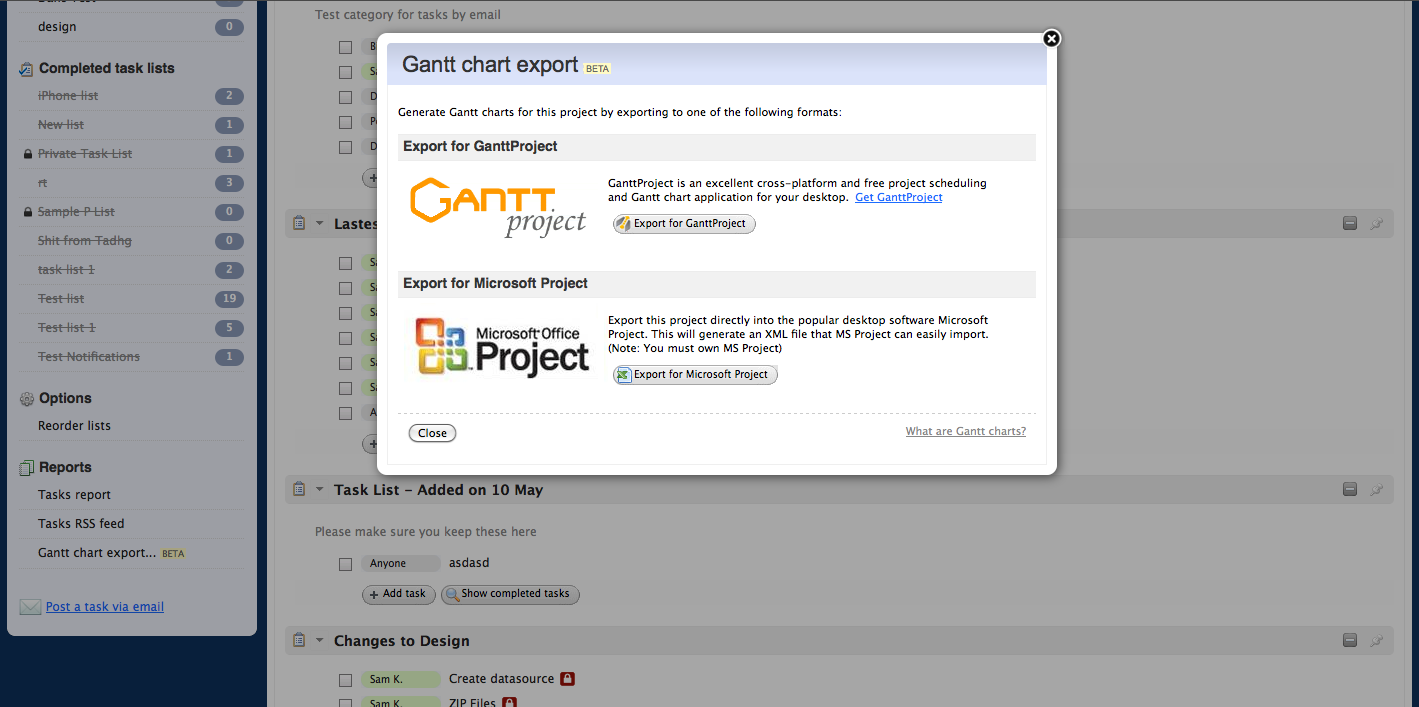 design
0
Completed task lists
iPhone list
2
New list
1
Private Task List
1
rt
3
Sample P List
0
Shit from Tadhg
0
task list 1
2
Test list
19
Test list 1
5
Test Notifications
1
Options
Reorder lists
Reports
Tasks report
Tasks RSS feed
Gantt chart export... BETA
Post a task via email
Test category for tasks by email
Gantt chart export BETA
Generate Gantt charts for this project by exporting to one of the following formats:
Export for GanttProject
GANTT
project
GanttProject is an excellent cross-platform and free project scheduling
and Gantt chart application for your desktop. Get GanttProject
Export for GanttProject
Export for Microsoft Project
Microsoft Office
Project
Export this project directly into the popular desktop software Microsoft
Project. This will generate an XML file that MS Project can easily import.
(Note: You must own MS Project)
Export for Microsoft Project
Close
What are Gantt charts?
Task List – Added on 10 May
Please make sure you keep these here
Anyone asdasd
+ Add task Show completed tasks
Changes to Design
Sam K. Create datasource
Sam K. ZIP Files